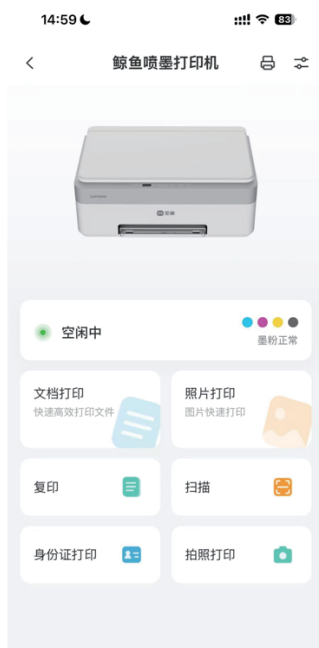 14:59
83
鲸鱼喷墨打印机
空闲中
墨粉正常
文档打印
快速高效打印文件
照片打印
图片快速打印
复印
扫描
身份证打印
拍照打印